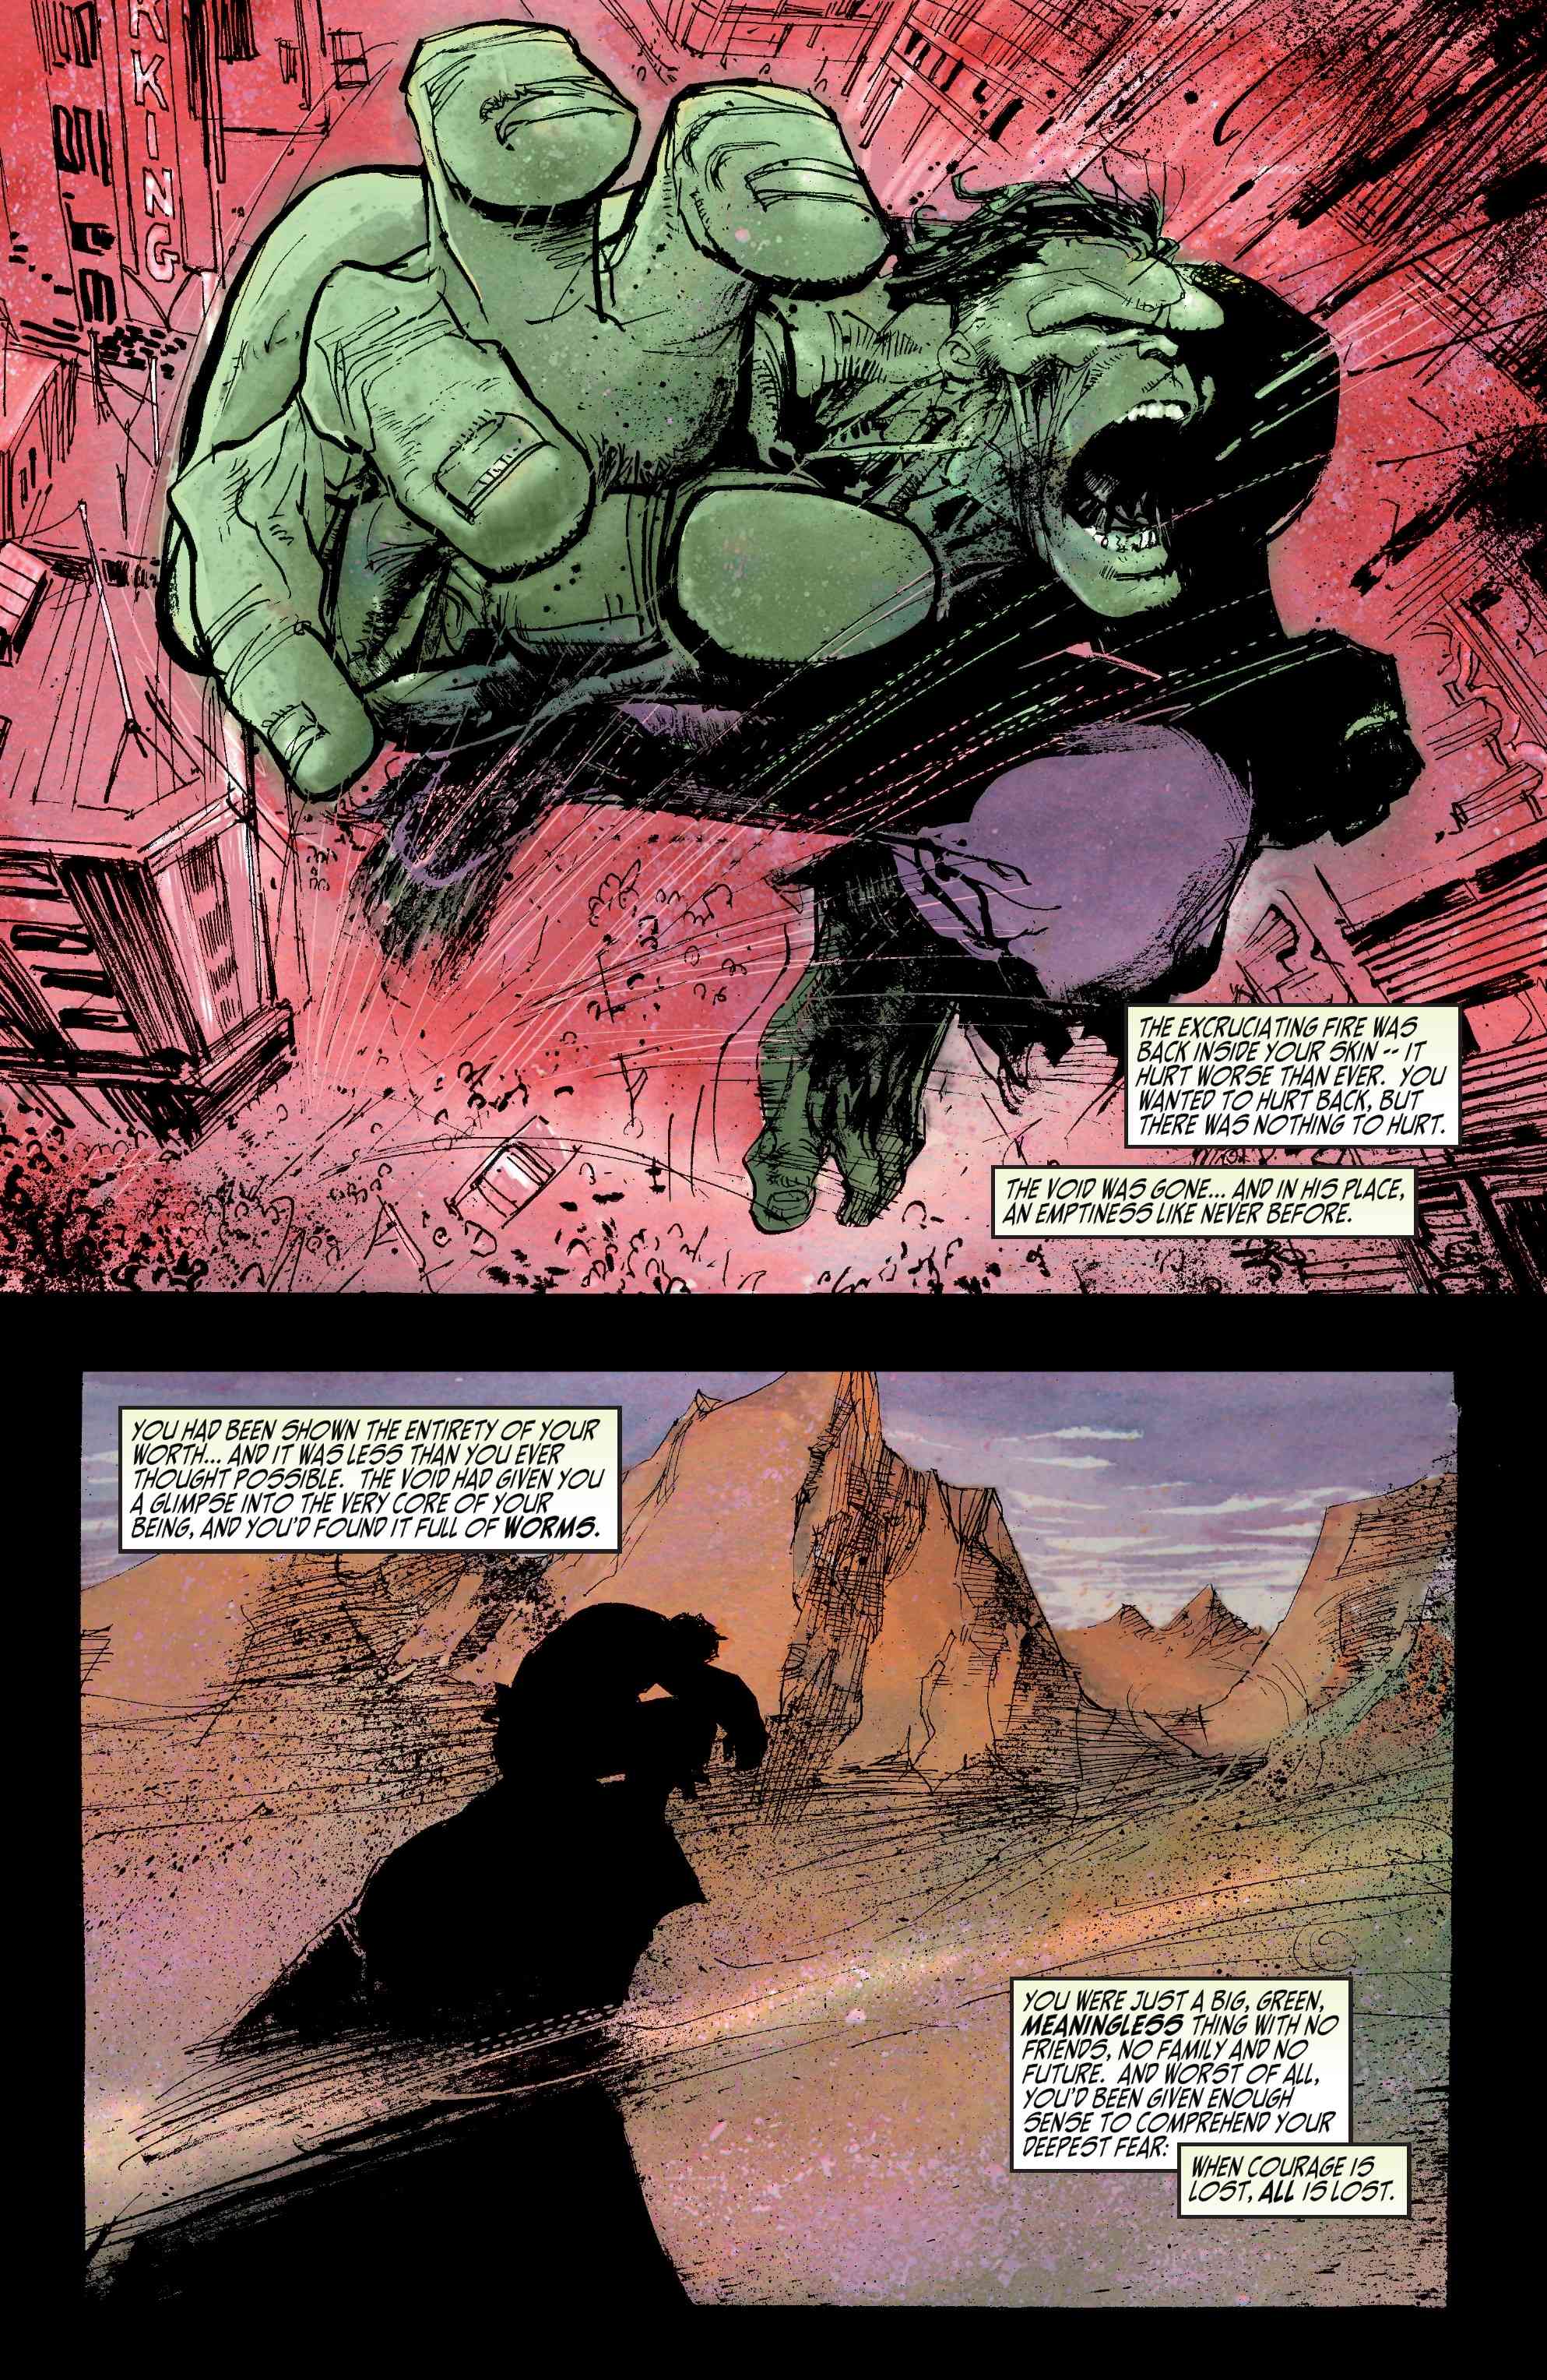 KKING
THE EXCRUCIATING FIRE WAS
BACK INSIDE YOUR SKIN -- IT
HURT WORSE THAN EVER. YOU
WANTED TO HURT BACK, BUT
THERE WAS NOTHING TO HURT.
THE VOID WAS GONE... AND IN HIS PLACE,
AN EMPTINESS LIKE NEVER BEFORE.
YOU HAD BEEN SHOWN THE ENTIRETY OF YOUR
WORTH... AND IT WAS LESS THAN YOU EVER
THOUGHT POSSIBLE. THE VOID HAD GIVEN YOU
A GLIMPSE INTO THE VERY CORE OF YOUR
BEING, AND YOU'D FOUND IT FULL OF WORMS.
YOU WERE JUST A BIG, GREEN,
MEANINGLESS THING WITH NO
FRIENDS, NO FAMILY AND NO
FUTURE. AND WORST OF ALL,
YOU'D BEEN GIVEN ENOUGH
SENSE TO COMPREHEND YOUR
DEEPEST FEAR:
WHEN COURAGE IS
LOST, ALL IS LOST.